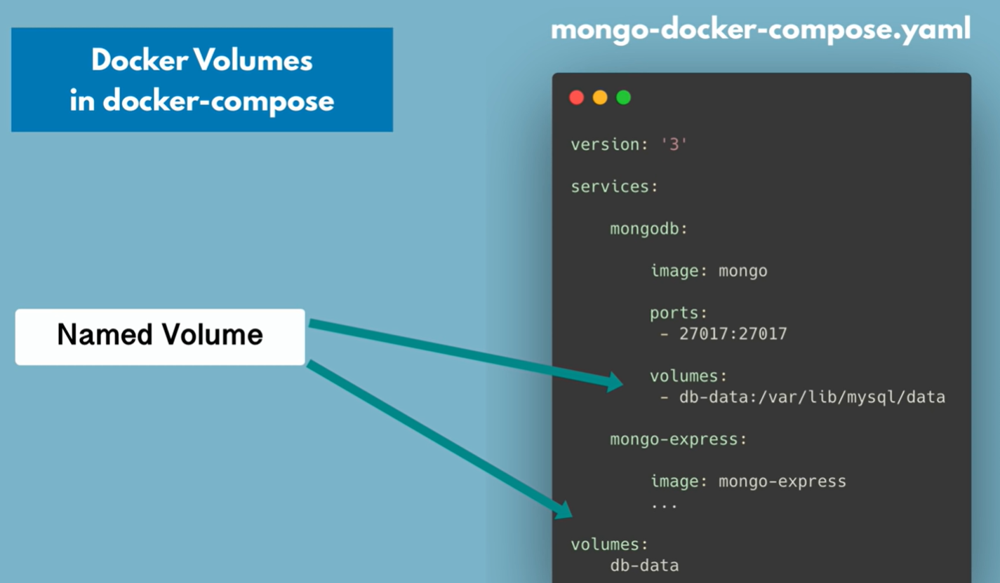 Docker Volumes
in docker-compose
Named Volume
mongo-docker-compose.yaml
version: '3'
services:
mongodb:
image: mongo
ports:
- 27017:27017
volumes:
- db-data:/var/lib/mysql/data
mongo-express:
image: mongo-express
...
volumes:
db-data